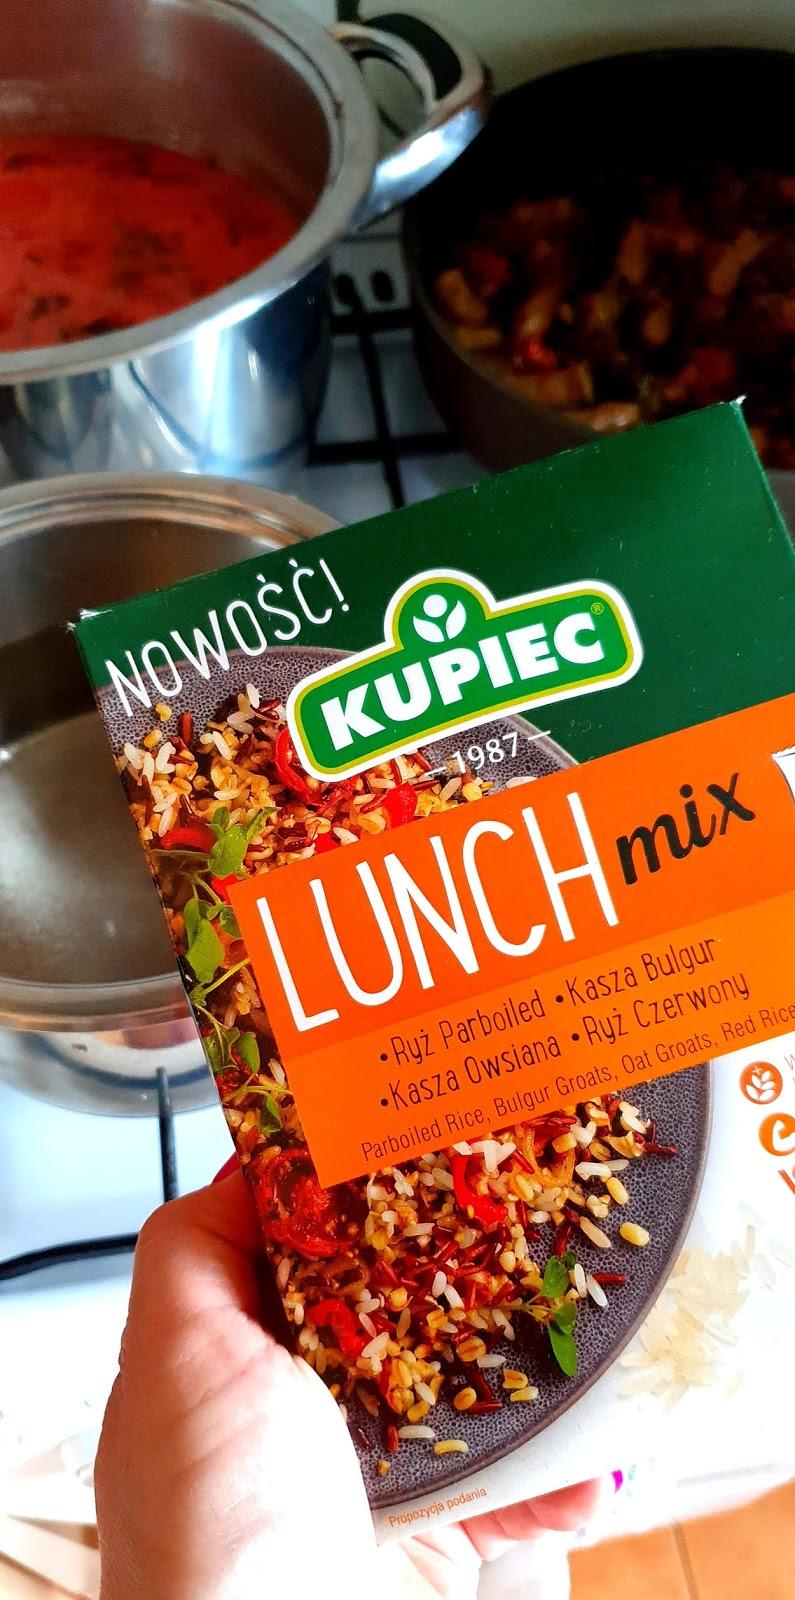 NOWOŚĆ!
KUPIEC®
—1987—
LUNCH mix
•Ryż Parboiled •Kasza Bulgur
•Kasza Owsiana •Ryż Czerwony
Parboiled Rice, Bulgur Groats, Oat Groats, Red Rice
Propozycja podania